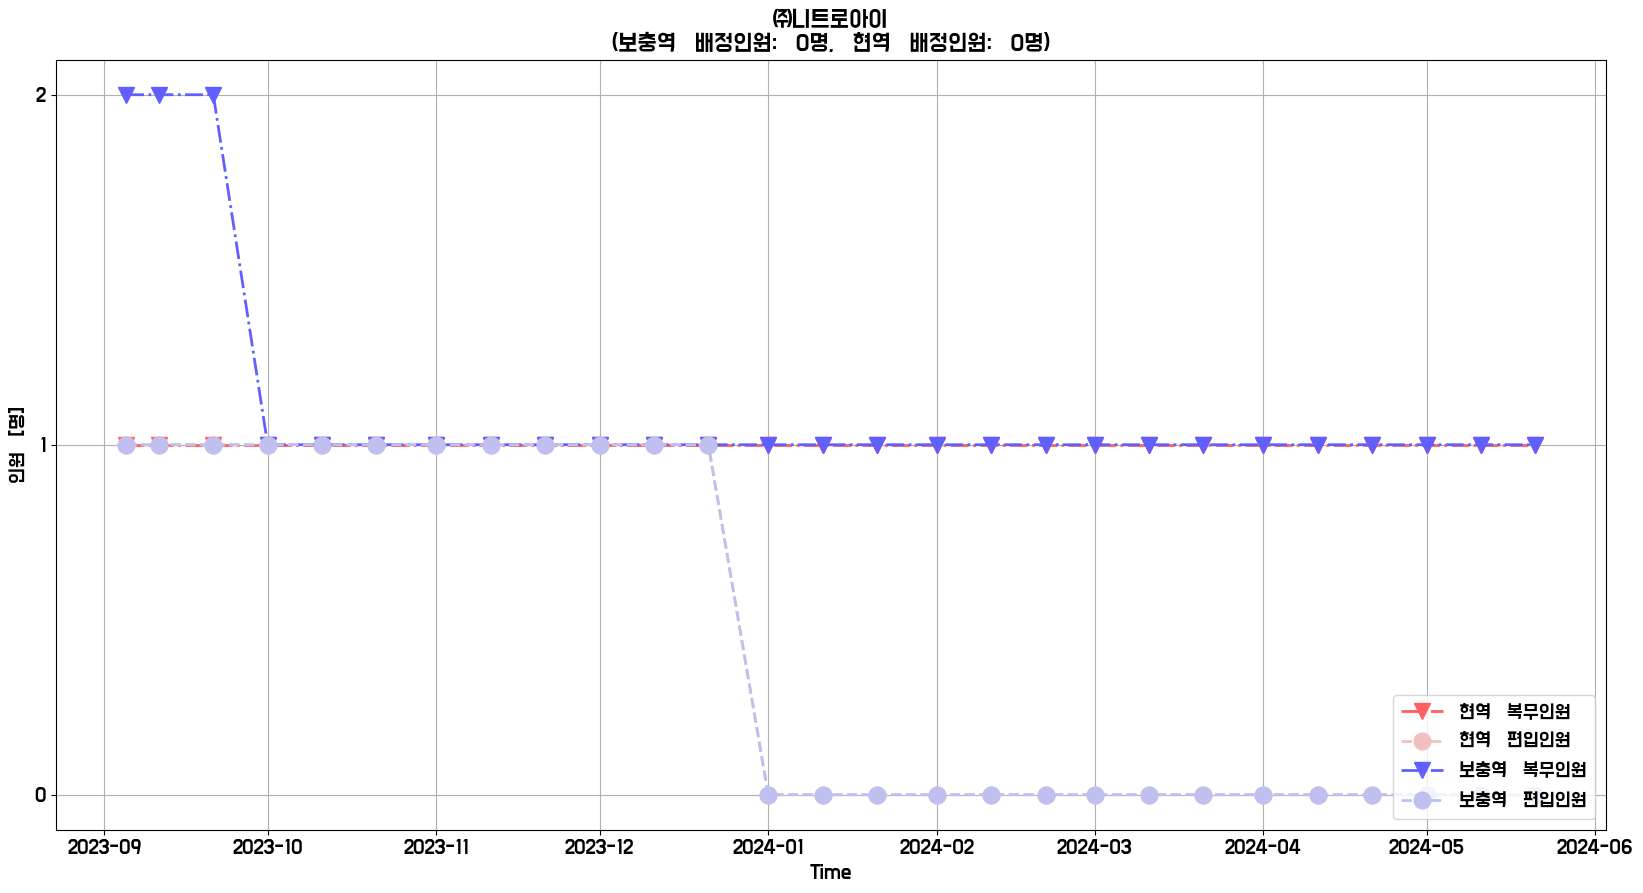 ㈜니트로아이
(보충역 배정인원: 0명, 현역 배정인원: 0명)
인원 [명]
2
1
0
2023-09 2023-10 2023-11 2023-12 2024-01 2024-02 2024-03 2024-04 2024-05 2024-06
Time
현역 복무인원
현역 편입인원
보충역 복무인원
보충역 편입인원